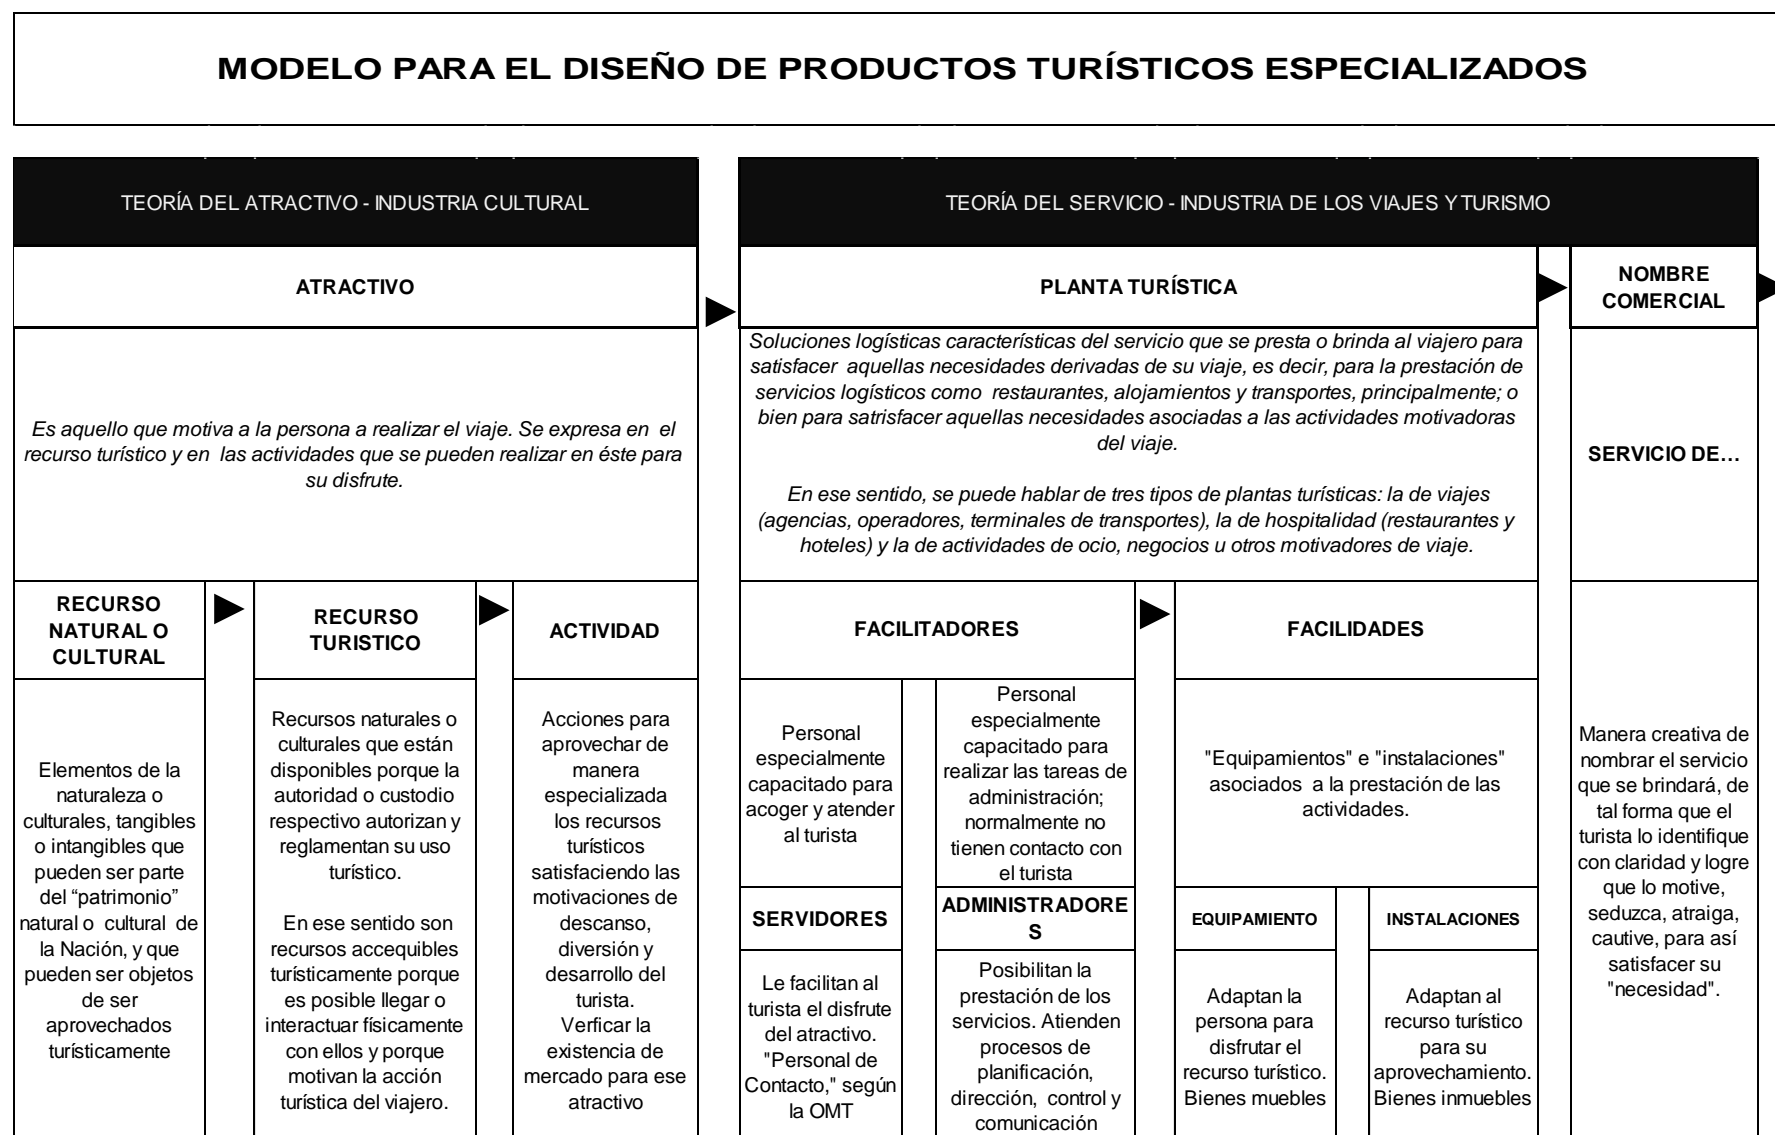 MODELO PARA EL DISEÑO DE PRODUCTOS TURÍSTICOS ESPECIALIZADOS
TEORÍA DEL ATRACTIVO - INDUSTRIA CULTURAL
TEORÍA DEL SERVICIO - INDUSTRIA DE LOS VIAJES Y TURISMO
ATRACTIVO
PLANTA TURÍSTICA
NOMBRE
COMERCIAL
Es aquello que motiva a la persona a realizar el viaje. Se expresa en el
recurso turístico y en las actividades que se pueden realizar en éste para
su disfrute.
Soluciones logísticas características del servicio que se presta o brinda al viajero para
satisfacer aquellas necesidades derivadas de su viaje, es decir, para la prestación de
servicios logísticos como restaurantes, alojamientos y transportes, principalmente; o
bien para satrisfacer aquellas necesidades asociadas a las actividades motivadoras
del viaje.
En ese sentido, se puede hablar de tres tipos de plantas turísticas: la de viajes
(agencias, operadores, terminales de transportes), la de hospitalidad (restaurantes y
hoteles) y la de actividades de ocio, negocios u otros motivadores de viaje.
SERVICIO DE...
RECURSO
NATURAL O
CULTURAL
RECURSO
TURISTICO
ACTIVIDAD
FACILITADORES
FACILIDADES
Elementos de la
naturaleza o
culturales, tangibles
o intangibles que
pueden ser parte
del “patrimonio”
natural o cultural de
la Nación, y que
pueden ser objetos
de ser
aprovechados
turísticamente
Recursos naturales o
culturales que están
disponibles porque la
autoridad o custodio
respectivo autorizan y
reglamentan su uso
turístico.
En ese sentido son
recursos accequibles
turísticamente porque
es posible llegar o
interactuar físicamente
con ellos y porque
motivan la acción
turística del viajero.
Acciones para
aprovechar de
manera
especializada
los recursos
turísticos
satisfaciendo las
motivaciones de
descanso,
diversión y
desarrollo del
turista.
Verficar la
existencia de
mercado para ese
atractivo
Personal
especialmente
capacitado para
acoger y atender
al turista
Personal
especialmente
capacitado para
realizar las tareas de
administración;
normalmente no
tienen contacto con
el turista
"Equipamientos" e "instalaciones"
asociados a la prestación de las
actividades.
Manera creativa de
nombrar el servicio
que se brindará, de
tal forma que el
turista lo identifique
con claridad y logre
que lo motive,
seduzca, atraiga,
cautive, para así
satisfacer su
"necesidad".
SERVIDORES
ADMINISTRADORE
S
EQUIPAMIENTO
INSTALACIONES
Le facilitan al
turista el disfrute
del atractivo.
"Personal de
Contacto," según
la OMT
Posibilitan la
prestación de los
servicios. Atienden
procesos de
planificación,
dirección, control y
comunicación
Adaptan la
persona para
disfrutar el
recurso turístico.
Bienes muebles
Adaptan al
recurso turístico
para su
aprovechamiento.
Bienes inmuebles